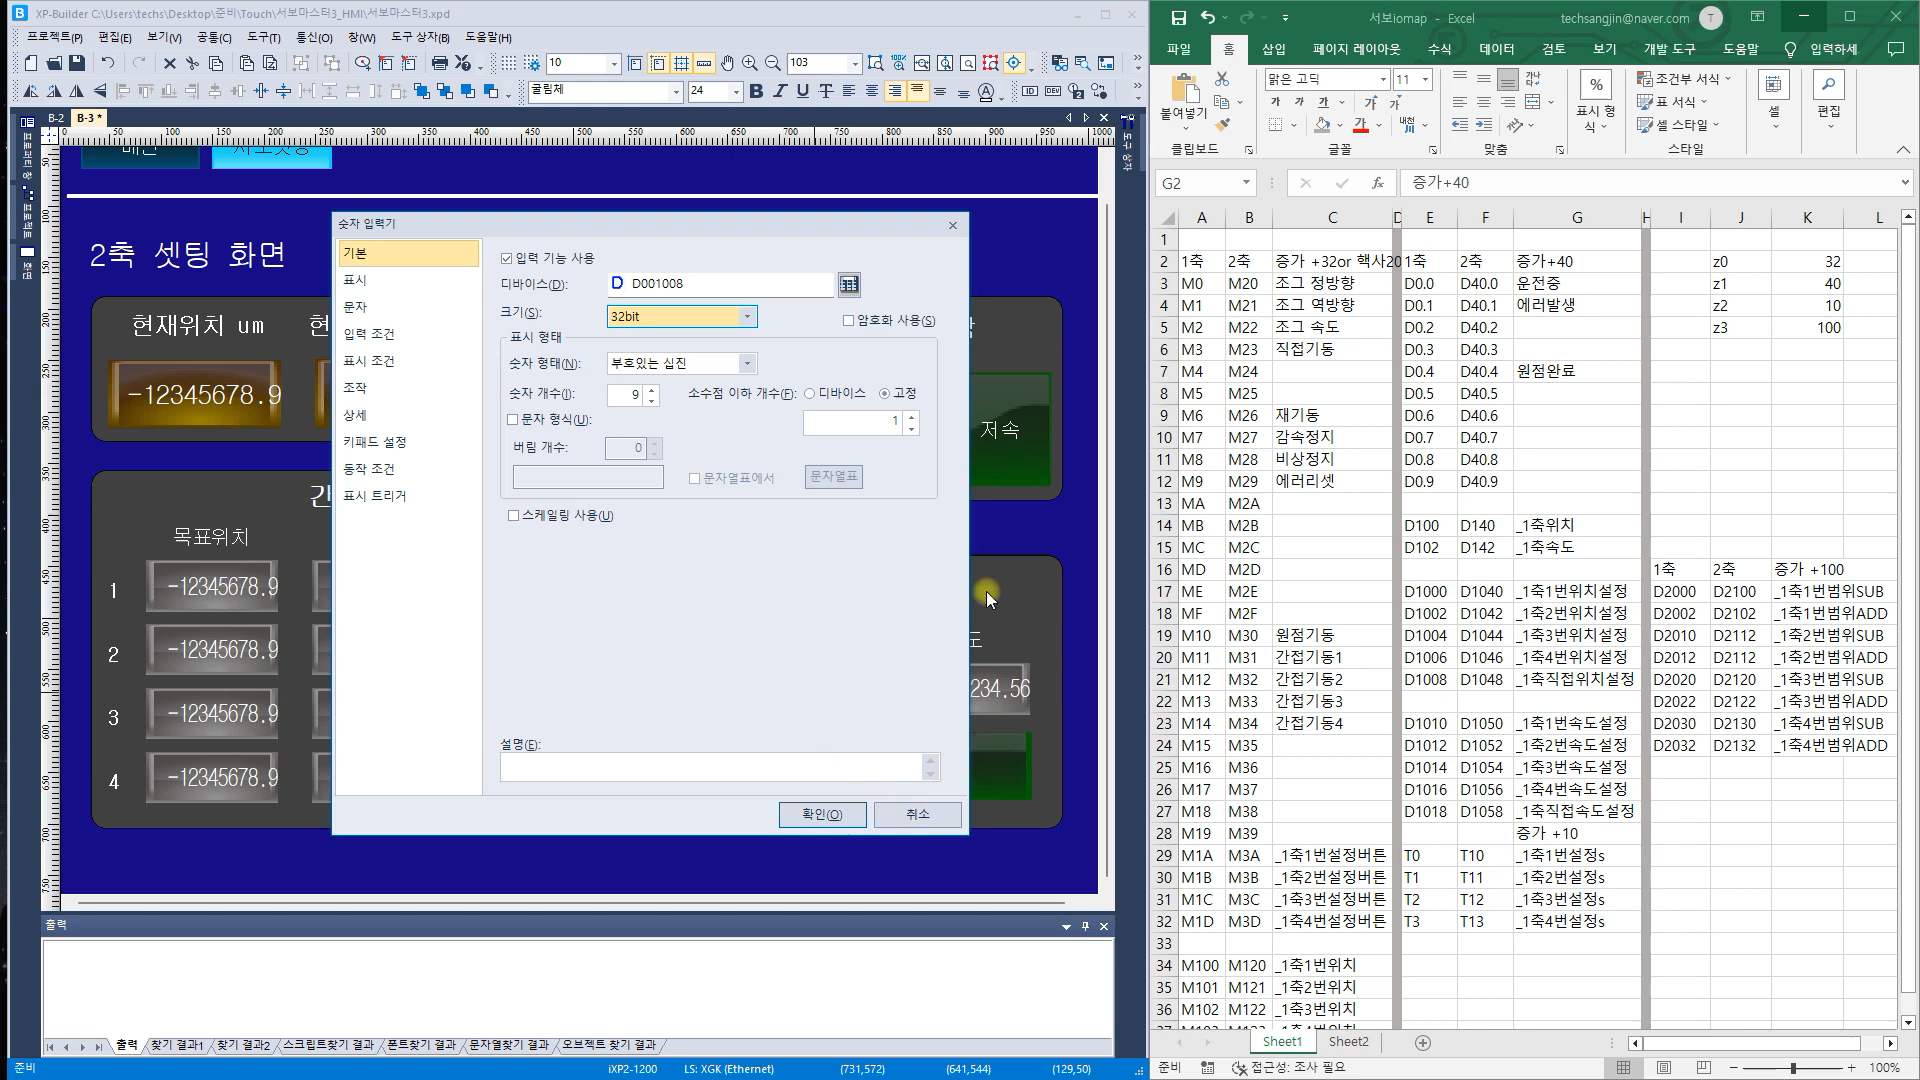 XP-Builder C:\Users\techs\Desktop\준비\Touch\서보마스터3_HMI\서보마스터3.xpd
프로젝트(P) 편집(E) 보기(V) 공통(C) 도구(T) 통신(O) 창(W) 도구 상자(B) 도움말(H)
10 103
굴림체 24 B I U T
B-2 B-3 *
0 50 100 150 200 250 300 350 400 450 500 550 600 650 700 750 800 850 900 950 1000
2축 셋팅 화면
현재위치 um
-12345678.9
저속
목표위치
1 -12345678.9
2 -12345678.9
3 -12345678.9
4 -12345678.9
234.56
숫자 입력기
기본
표시
문자
입력 조건
표시 조건
조작
상세
키패드 설정
동작 조건
표시 트리거
입력 기능 사용
디바이스(D): D D001008
크기(S): 32bit
암호화 사용(S)
표시 형태
숫자 형태(N): 부호있는 십진
숫자 개수(I): 9 소수점 이하 개수(F): 디바이스 고정
문자 형식(U): 1
버림 개수: 0
문자열표에서 문자열표
스케일링 사용(U)
설명(E):
확인(O) 취소
출력
출력 찾기 결과1 찾기 결과2 스크립트찾기 결과 폰트찾기 결과 문자열찾기 결과 오브젝트 찾기 결과
준비 iXP2-1200 LS: XGK (Ethernet) (731,572) (641,544) (129,50)
서보iomap - Excel techsangjin@naver.com T
파일 홈 삽입 페이지 레이아웃 수식 데이터 검토 보기 개발 도구 도움말 입력하세
붙여넣기
맑은 고딕 11
표시 형식
조건부 서식
표 서식
셀 스타일
셀
편집
클립보드 글꼴 맞춤 스타일
G2 fx 증가+40
A B C D E F G H I J K L
1
2 1축 2축 증가 +32or 핵사20 1축 2축 증가+40 z0 32
3 M0 M20 조그 정방향 D0.0 D40.0 운전중 z1 40
4 M1 M21 조그 역방향 D0.1 D40.1 에러발생 z2 10
5 M2 M22 조그 속도 D0.2 D40.2 z3 100
6 M3 M23 직접기동 D0.3 D40.3
7 M4 M24 D0.4 D40.4 원점완료
8 M5 M25 D0.5 D40.5
9 M6 M26 재기동 D0.6 D40.6
10 M7 M27 감속정지 D0.7 D40.7
11 M8 M28 비상정지 D0.8 D40.8
12 M9 M29 에러리셋 D0.9 D40.9
13 MA M2A
14 MB M2B D100 D140 _1축위치
15 MC M2C D102 D142 _1축속도
16 MD M2D 1축 2축 증가 +100
17 ME M2E D1000 D1040 _1축1번위치설정 D2000 D2100 _1축1번범위SUB
18 MF M2F D1002 D1042 _1축2번위치설정 D2002 D2102 _1축1번범위ADD
19 M10 M30 원점기동 D1004 D1044 _1축3번위치설정 D2010 D2112 _1축2번범위SUB
20 M11 M31 간접기동1 D1006 D1046 _1축4번위치설정 D2012 D2112 _1축2번범위ADD
21 M12 M32 간접기동2 D1008 D1048 _1축직접위치설정 D2020 D2120 _1축3번범위SUB
22 M13 M33 간접기동3 D2022 D2122 _1축3번범위ADD
23 M14 M34 간접기동4 D1010 D1050 _1축1번속도설정 D2030 D2130 _1축4번범위SUB
24 M15 M35 D1012 D1052 _1축2번속도설정 D2032 D2132 _1축4번범위ADD
25 M16 M36 D1014 D1054 _1축3번속도설정
26 M17 M37 D1016 D1056 _1축4번속도설정
27 M18 M38 D1018 D1058 _1축직접속도설정
28 M19 M39 증가 +10
29 M1A M3A _1축1번설정버튼 T0 T10 _1축1번설정s
30 M1B M3B _1축2번설정버튼 T1 T11 _1축2번설정s
31 M1C M3C _1축3번설정버튼 T2 T12 _1축3번설정s
32 M1D M3D _1축4번설정버튼 T3 T13 _1축4번설정s
33
34 M100 M120 _1축1번위치
35 M101 M121 _1축2번위치
36 M102 M122 _1축3번위치
Sheet1 Sheet2
준비 접근성: 조사 필요 100%